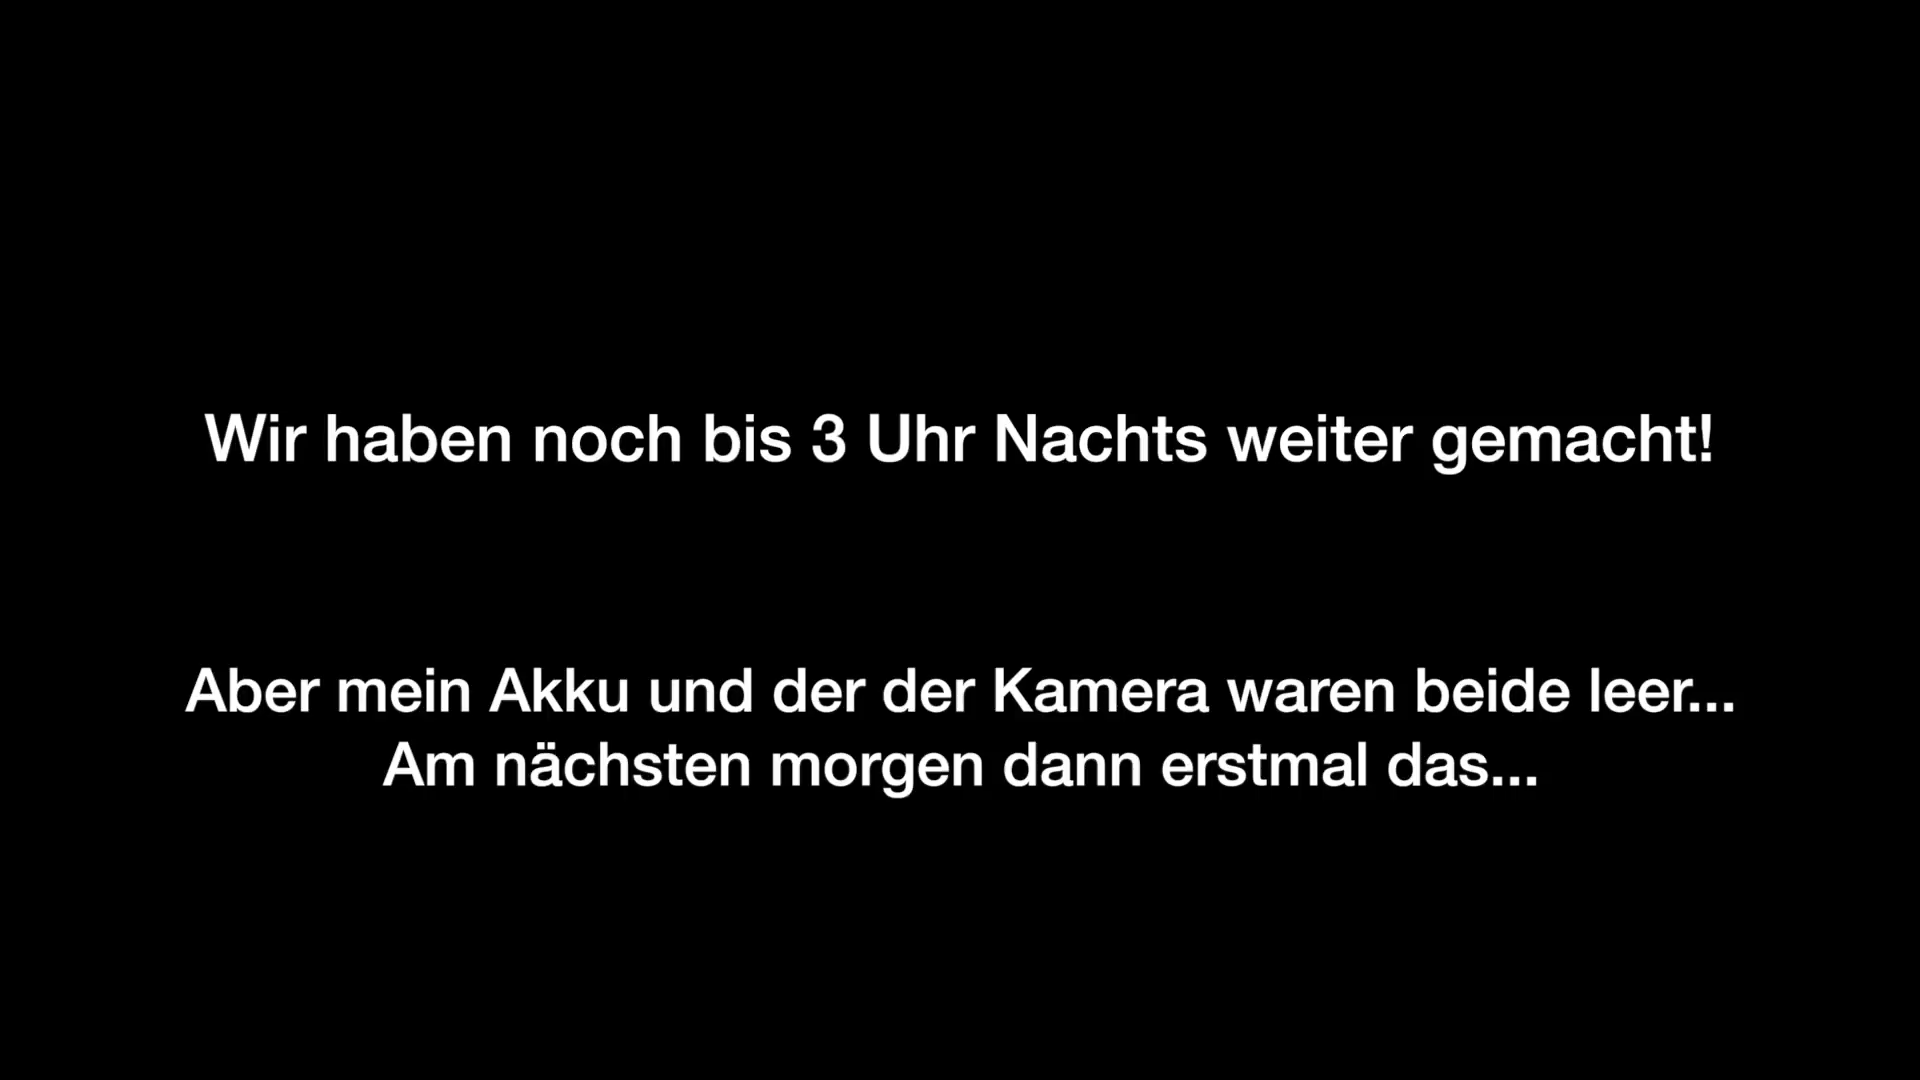 Wir haben noch bis 3 Uhr Nachts weiter gemacht!
Aber mein Akku und der der Kamera waren beide leer...
Am nächsten morgen dann erstmal das...